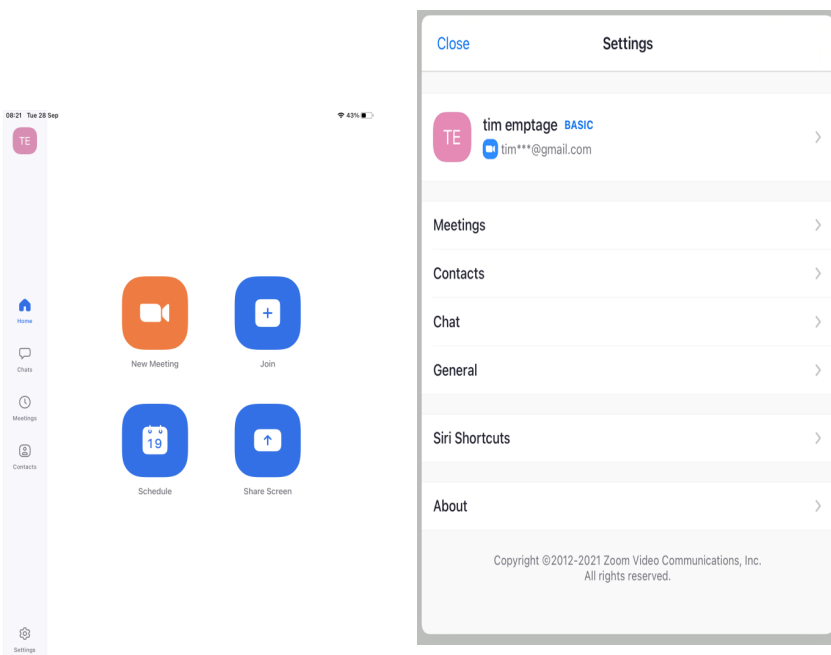 08:21 Tue 28 Sep
43%
TE
Home
Chats
Meetings
Contacts
Settings
New Meeting
Join
19
Schedule
Share Screen
Close
Settings
TE
tim emptage BASIC
tim***@gmail.com
Meetings
Contacts
Chat
General
Siri Shortcuts
About
Copyright ©2012-2021 Zoom Video Communications, Inc.
All rights reserved.